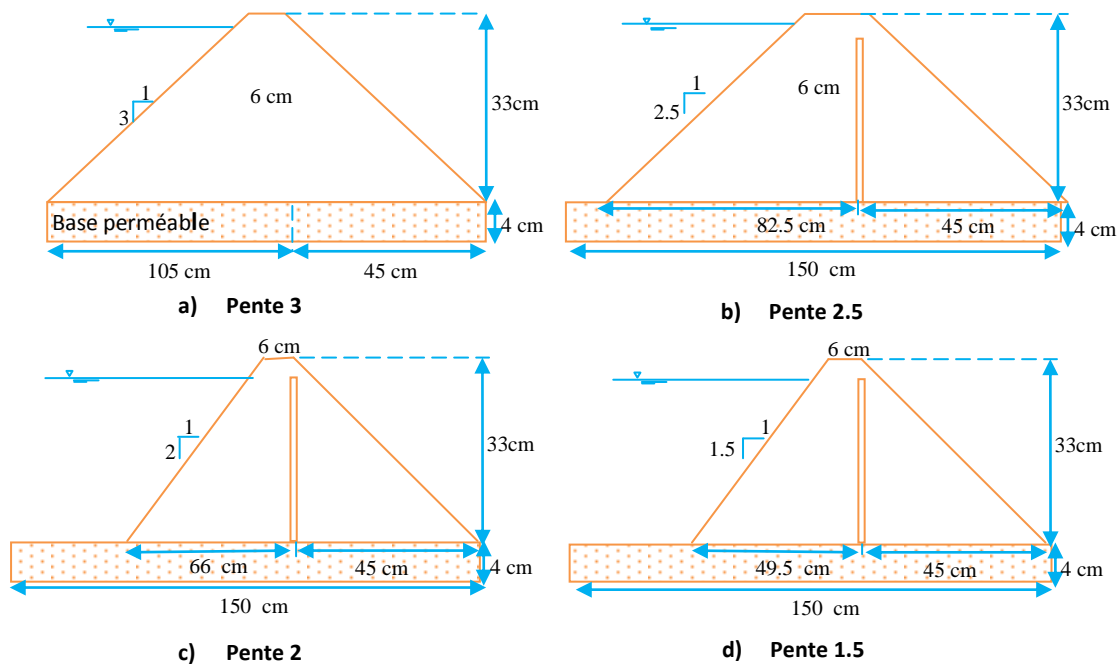 1
3
6 cm
33cm
Base perméable
4 cm
105 cm
45 cm
a) Pente 3
1
2.5
6 cm
33cm
82.5 cm
45 cm
4 cm
150 cm
b) Pente 2.5
6 cm
1
2
33cm
66 cm
45 cm
4 cm
150 cm
c) Pente 2
6 cm
1
1.5
33cm
49.5 cm
45 cm
4 cm
150 cm
d) Pente 1.5